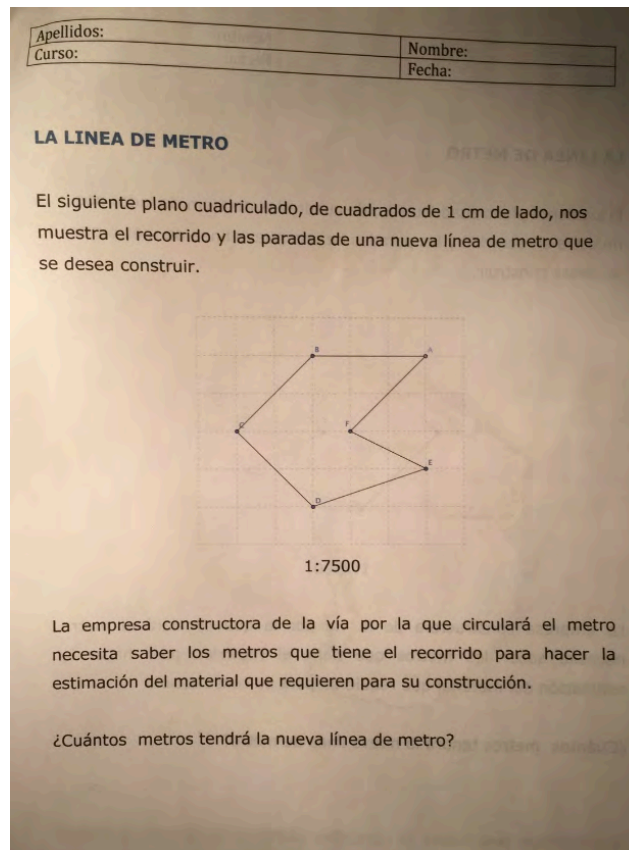 Apellidos:
Nombre:
Curso:
Fecha:
LA LINEA DE METRO
El siguiente plano cuadriculado, de cuadrados de 1 cm de lado, nos
muestra el recorrido y las paradas de una nueva línea de metro que
se desea construir.
B
A
C
F
E
D
1:7500
La empresa constructora de la vía por la que circulará el metro
necesita saber los metros que tiene el recorrido para hacer la
estimación del material que requieren para su construcción.
¿Cuántos metros tendrá la nueva línea de metro?